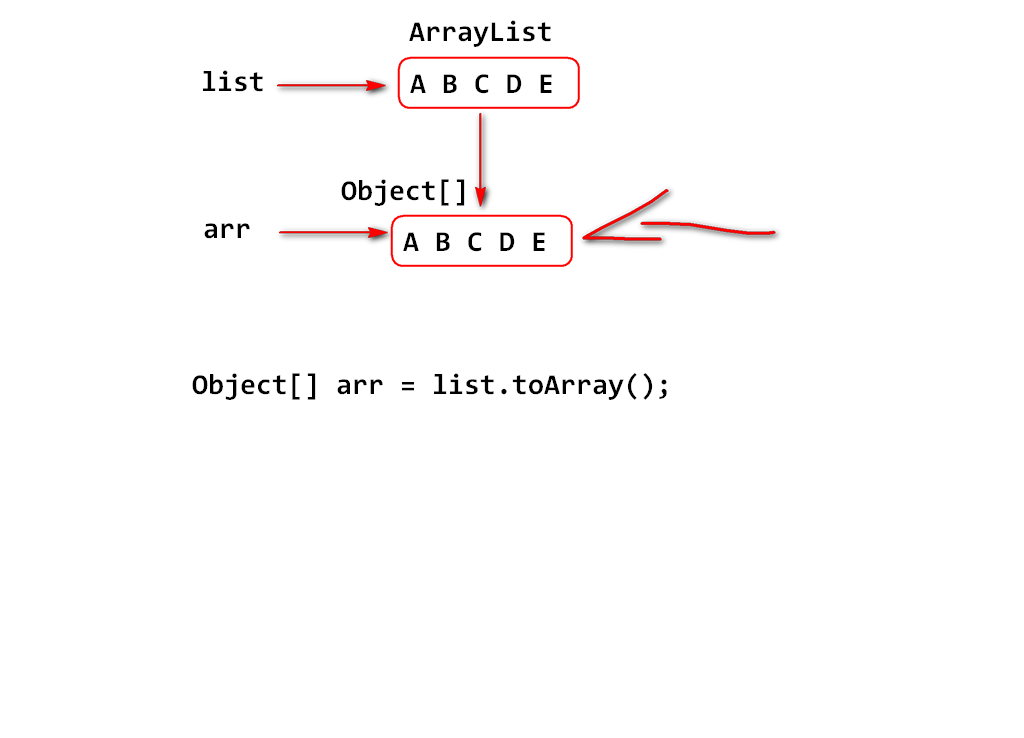 ArrayList
list
A B C D E
Object[]
arr
A B C D E
Object[] arr = list.toArray();